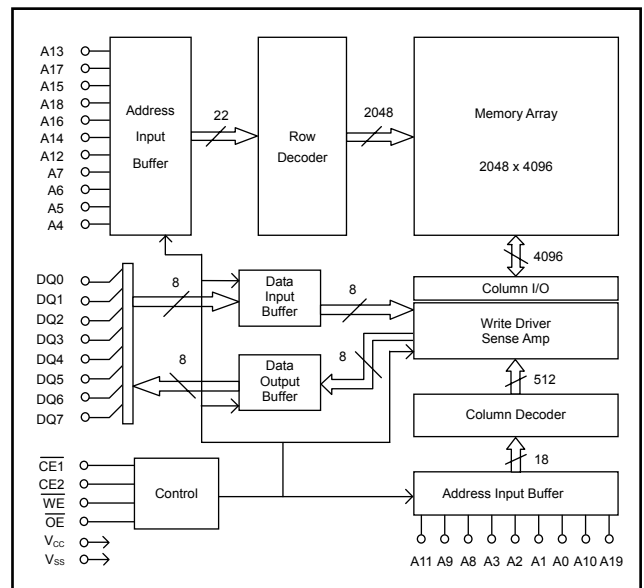 A13
A17
A15
A18
A16
A14
A12
A7
A6
A5
A4
Address
Input
Buffer
22
Row
Decoder
2048
Memory Array
2048 x 4096
4096
Column I/O
DQ0
DQ1
DQ2
DQ3
DQ4
DQ5
DQ6
DQ7
8
Data
Input
Buffer
8
Write Driver
Sense Amp
8
Data
Output
Buffer
8
512
Column Decoder
18
Address Input Buffer
CE1
CE2
WE
OE
VCC
VSS
Control
A11 A9 A8 A3 A2 A1 A0 A10 A19